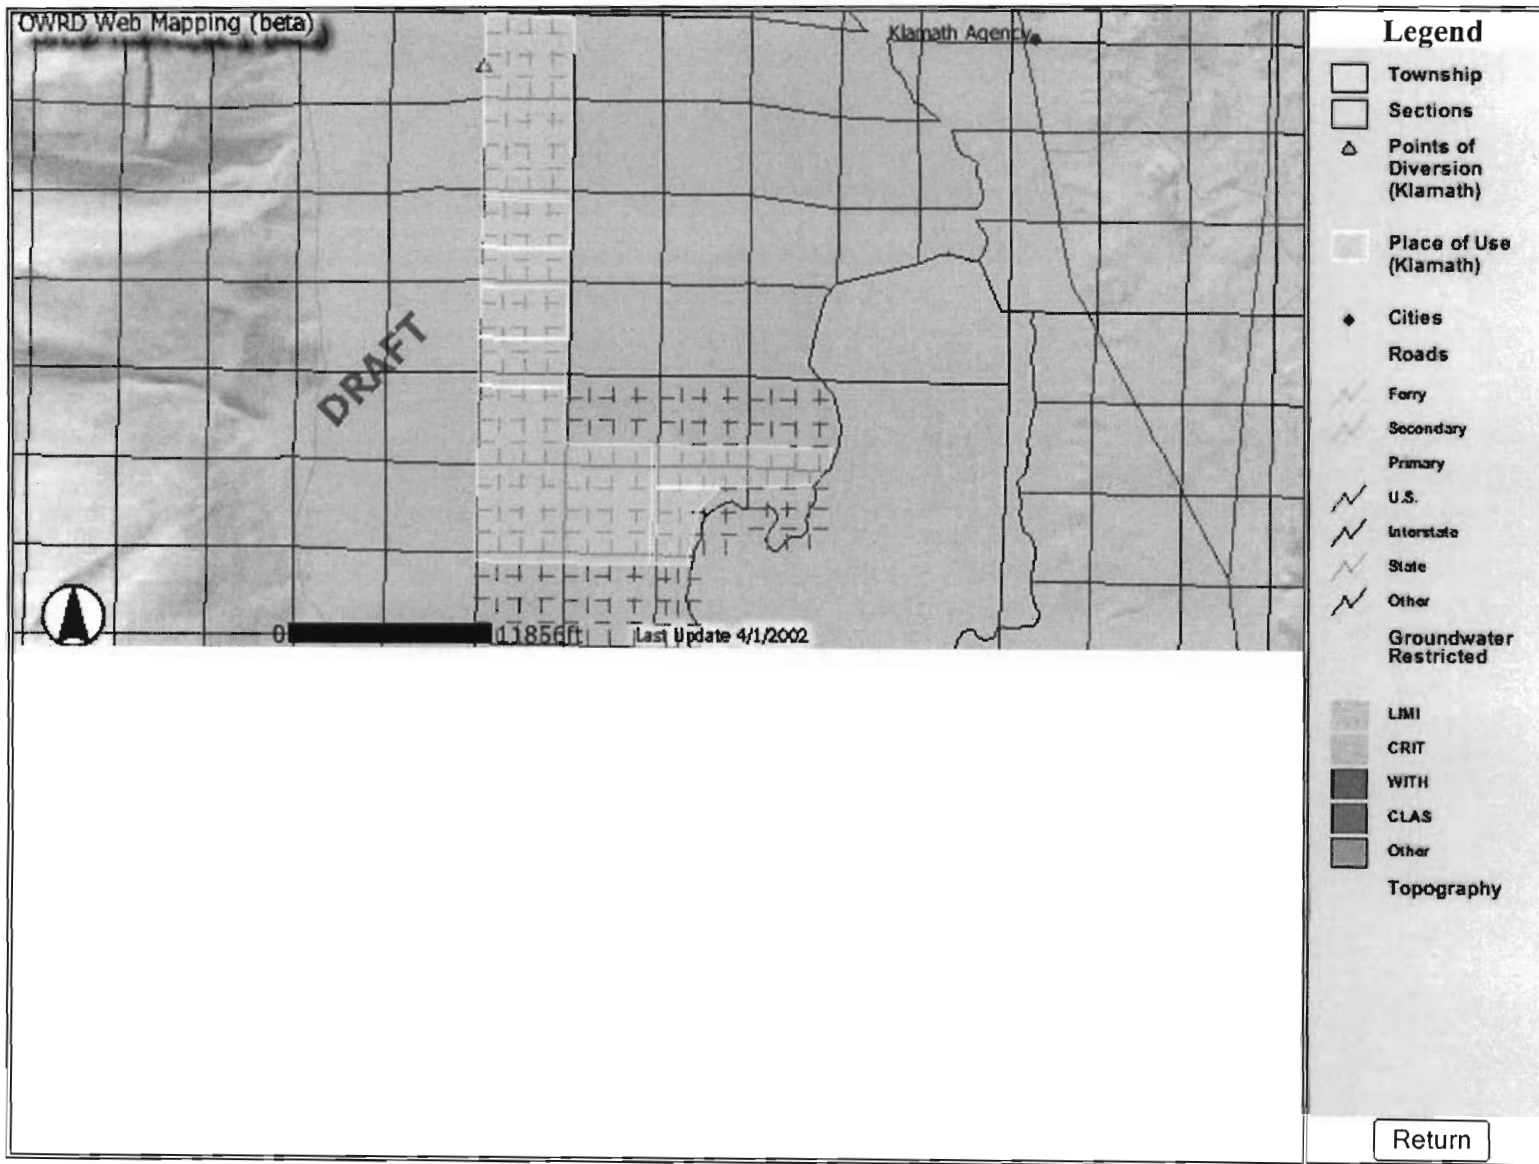 OWRD Web Mapping (beta)
Klamath Agency
DRAFT
0 11856ft
Last Update 4/1/2002
Legend
Township
Sections
Points of
Diversion
(Klamath)
Place of Use
(Klamath)
Cities
Roads
Ferry
Secondary
Primary
U.S.
Interstate
State
Other
Groundwater
Restricted
LIMI
CRIT
WITH
CLAS
Other
Topography
Return